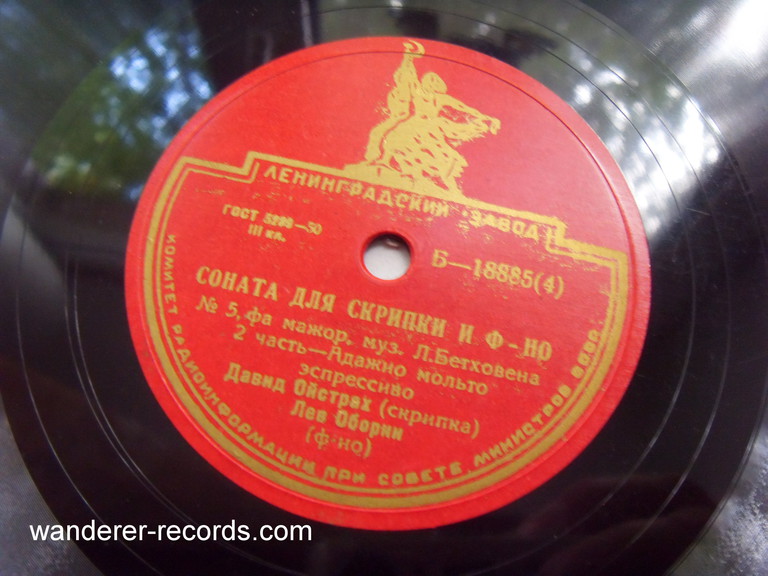 ЛЕНИНГРАДСКИЙ ЗАВОД
ГОСТ 5289—50
III кл.
Б—18885(4)
СОНАТА ДЛЯ СКРИПКИ И Ф-НО
№ 5, фа мажор, муз. Л.Бетховена
2 часть—Адажио мольто
эспрессиво
Давид Ойстрах (скрипка)
Лев Оборин
(ф-но)
КОМИТЕТ РАДИОИНФОРМАЦИИ ПРИ СОВЕТЕ МИНИСТРОВ СССР
wanderer-records.com